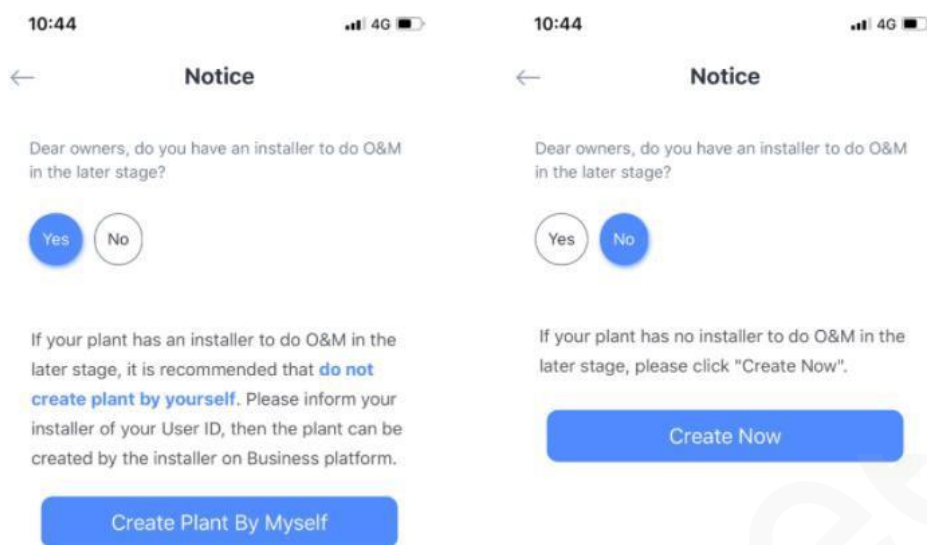 10:44
4G
Notice
Dear owners, do you have an installer to do O&M
in the later stage?
Yes
No
If your plant has an installer to do O&M in the
later stage, it is recommended that do not
create plant by yourself. Please inform your
installer of your User ID, then the plant can be
created by the installer on Business platform.
Create Plant By Myself
10:44
4G
Notice
Dear owners, do you have an installer to do O&M
in the later stage?
Yes
No
If your plant has no installer to do O&M in the
later stage, please click "Create Now".
Create Now